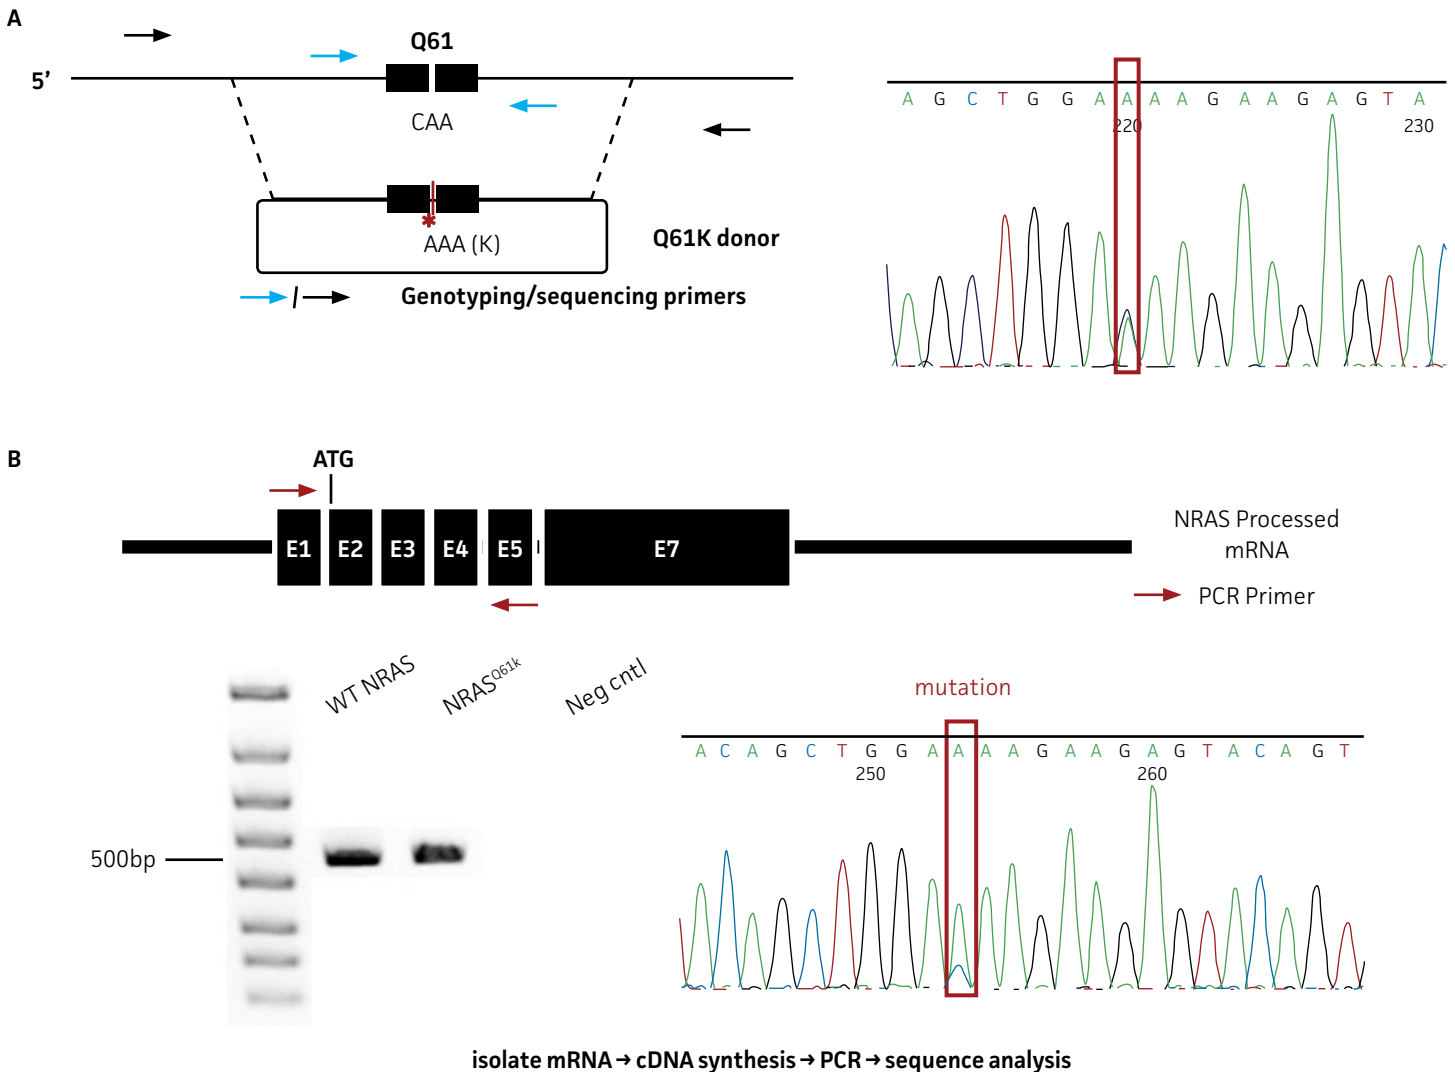 A
Q61
5’
CAA
AAA (K)
Q61K donor
/
Genotyping/sequencing primers
A G C T G G A A A G A A G A G T A
220 230
B
ATG
E1 E2 E3 E4 E5 E7
NRAS Processed
mRNA
PCR Primer
WT NRAS
NRASQ61k
Neg cntl
500bp
mutation
A C A G C T G G A A A G A A G A G T A C A G T
250 260
isolate mRNA → cDNA synthesis → PCR → sequence analysis